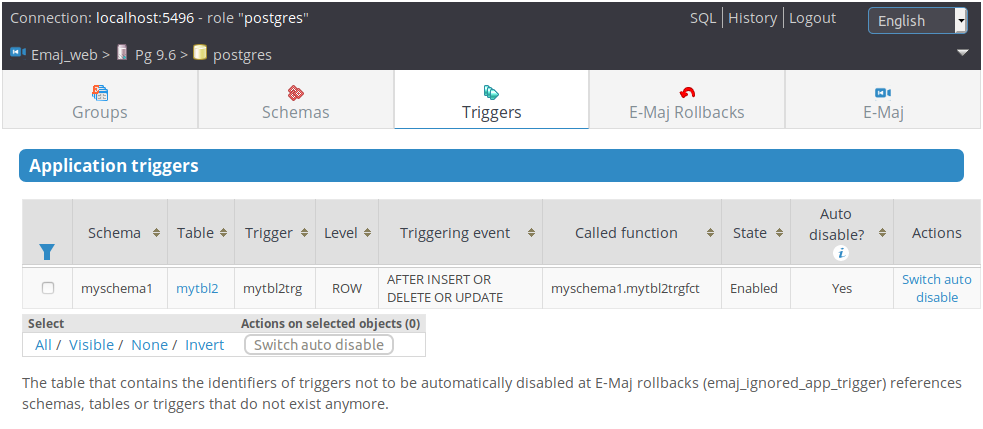 Connection: localhost:5496 - role "postgres" SQL History Logout English
Emaj_web > Pg 9.6 > postgres
Groups Schemas Triggers E-Maj Rollbacks E-Maj
Application triggers
Schema Table Trigger Level Triggering event Called function State Auto disable? i Actions
myschema1 mytbl2 mytbl2trg ROW AFTER INSERT OR DELETE OR UPDATE myschema1.mytbl2trgfct Enabled Yes Switch auto disable
Select Actions on selected objects (0)
All / Visible / None / Invert Switch auto disable
The table that contains the identifiers of triggers not to be automatically disabled at E-Maj rollbacks (emaj_ignored_app_trigger) references
schemas, tables or triggers that do not exist anymore.